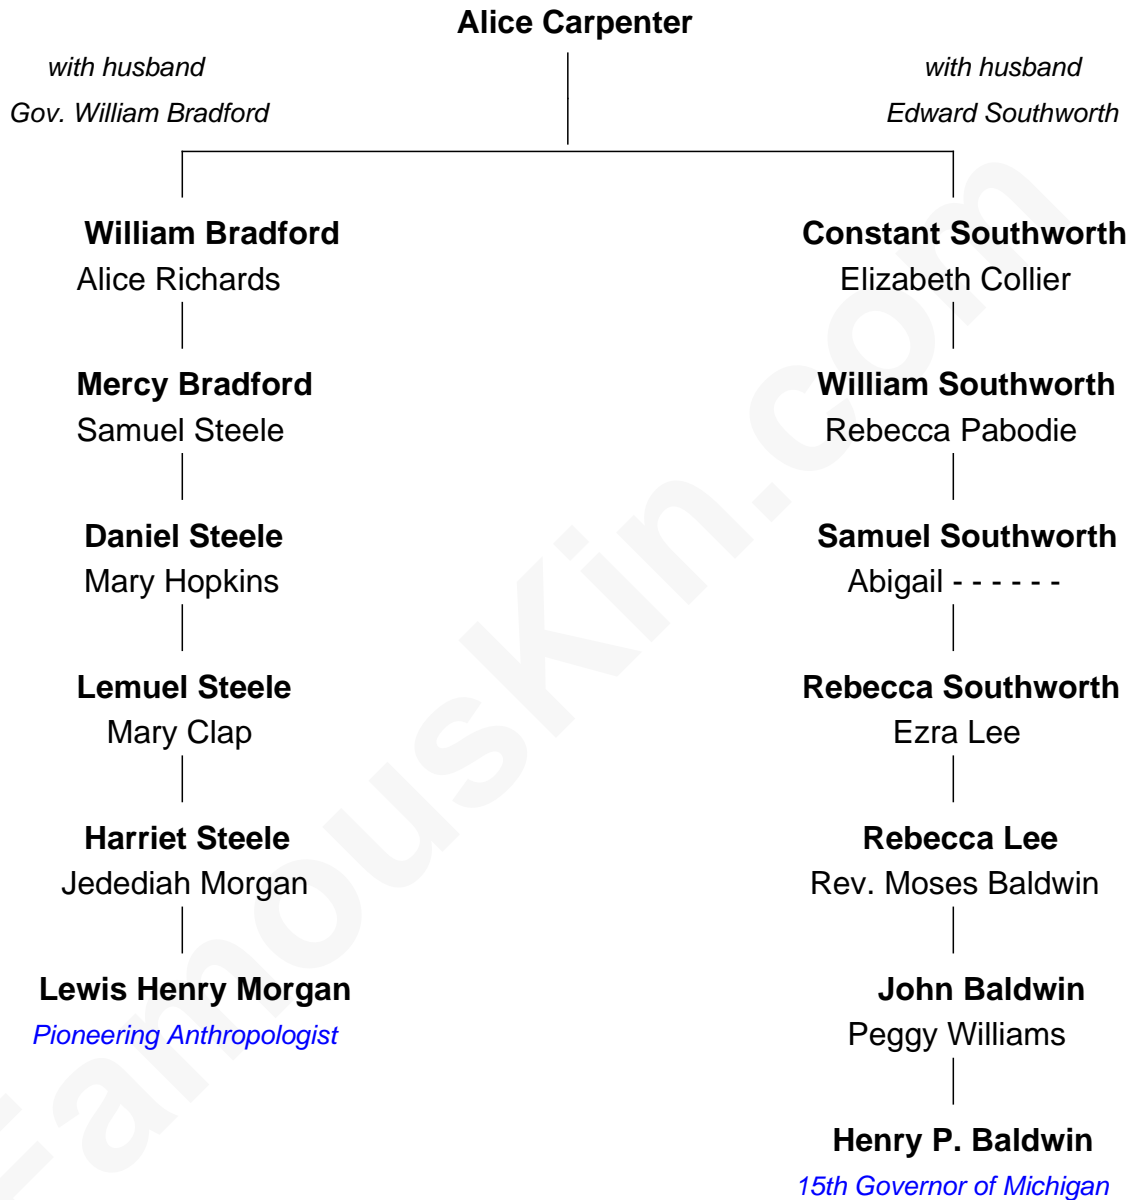 Alice Carpenter
with husband
Gov. William Bradford
with husband
Edward Southworth
William Bradford
Alice Richards
Constant Southworth
Elizabeth Collier
Mercy Bradford
Samuel Steele
William Southworth
Rebecca Pabodie
Daniel Steele
Mary Hopkins
Samuel Southworth
Abigail - - - - - -
Lemuel Steele
Mary Clap
Rebecca Southworth
Ezra Lee
Harriet Steele
Jedediah Morgan
Rebecca Lee
Rev. Moses Baldwin
Lewis Henry Morgan
Pioneering Anthropologist
John Baldwin
Peggy Williams
Henry P. Baldwin
15th Governor of Michigan
FamousKin.com